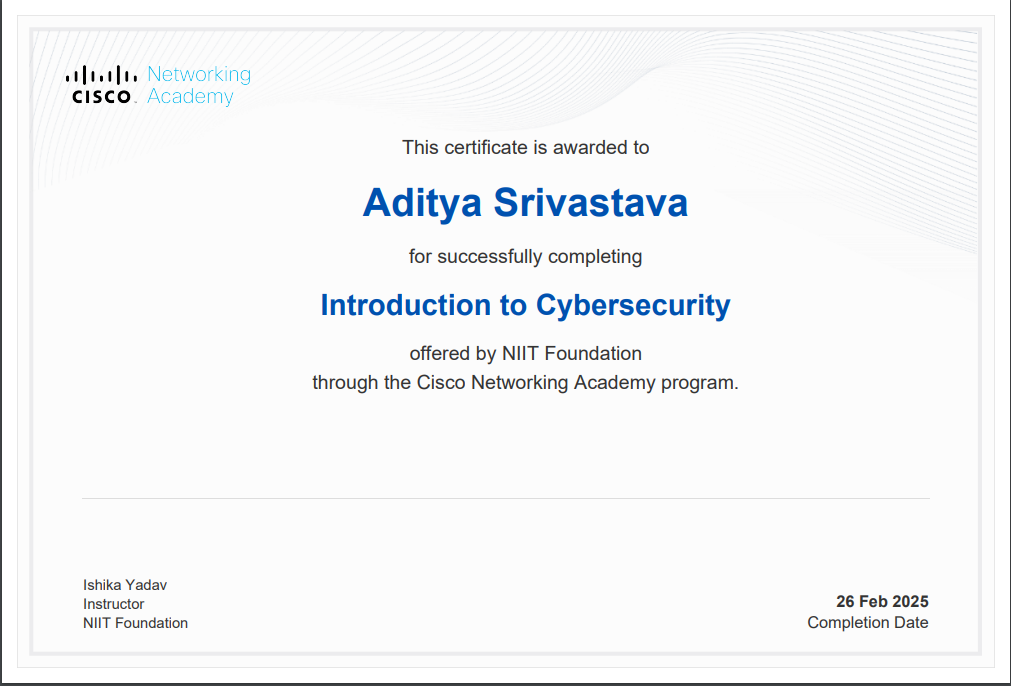 Networking
CISCO. Academy
This certificate is awarded to
Aditya Srivastava
for successfully completing
Introduction to Cybersecurity
offered by NIIT Foundation
through the Cisco Networking Academy program.
Ishika Yadav
Instructor
NIIT Foundation
26 Feb 2025
Completion Date